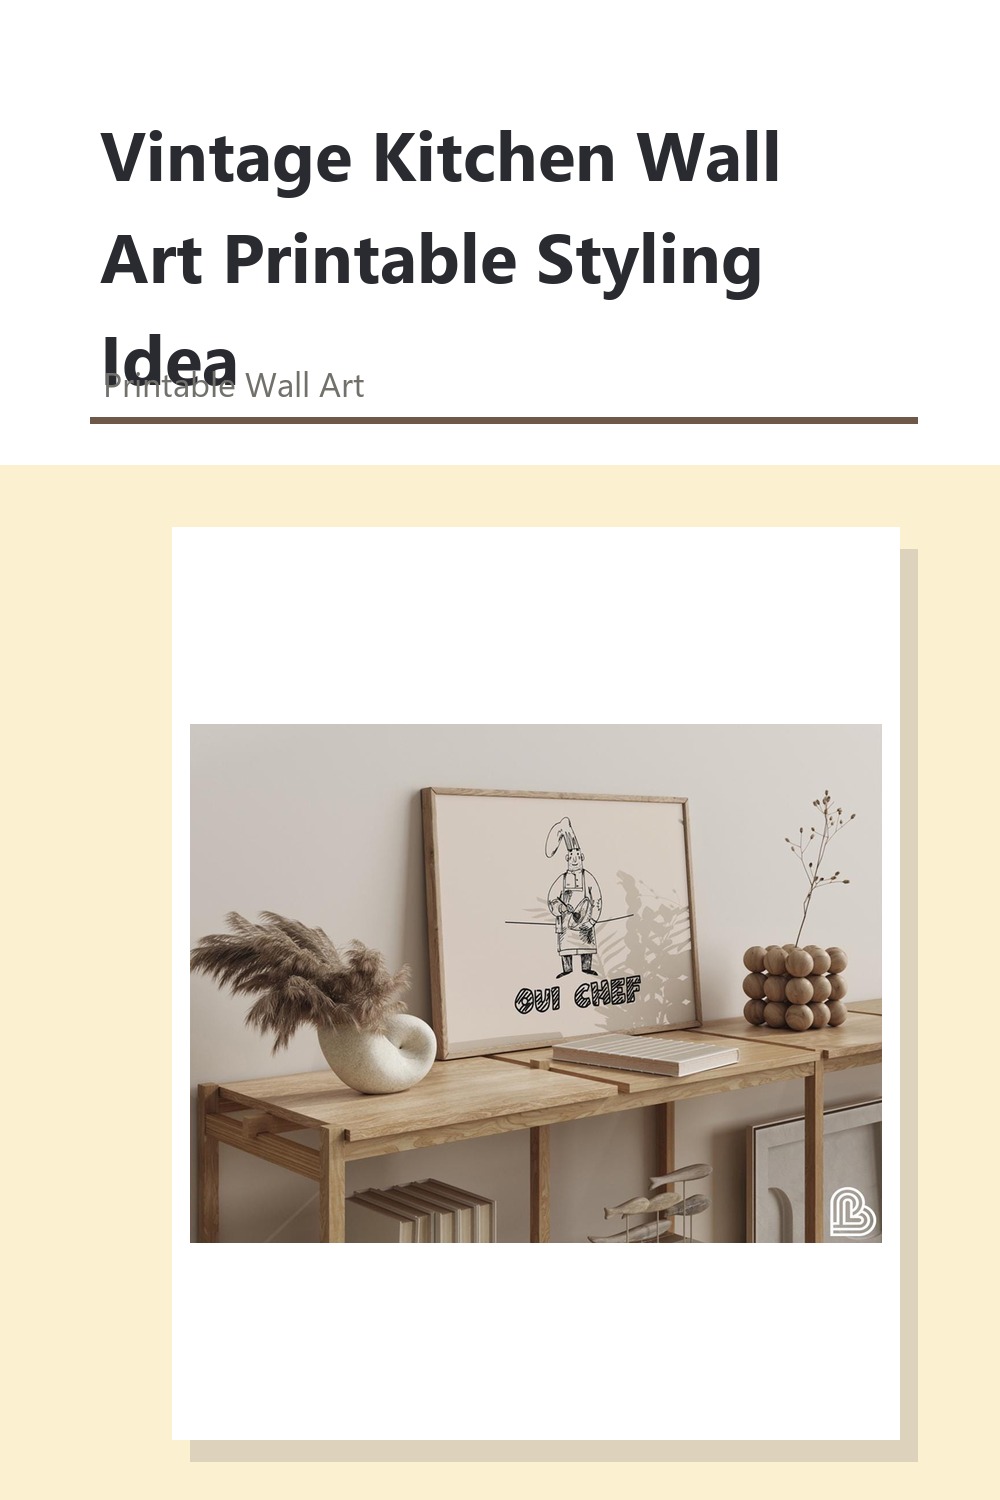 Vintage Kitchen Wall
Art Printable Styling
Idea
Printable Wall Art
OUI CHEF